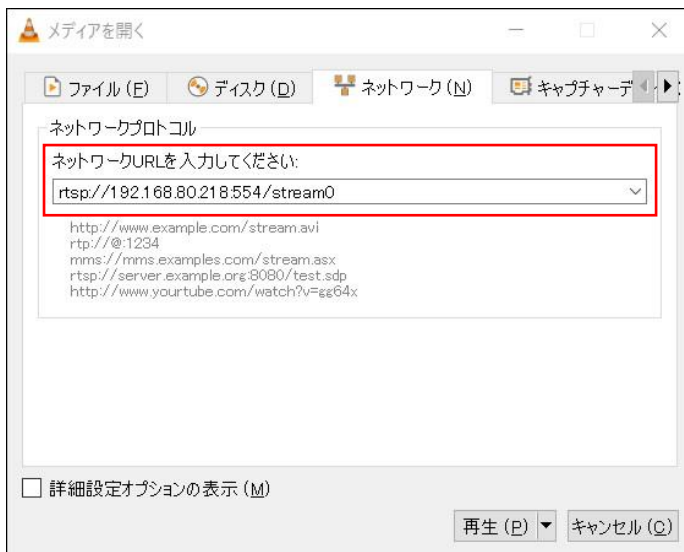 メディアを開く
ファイル(F) ディスク(D) ネットワーク(N) キャプチャーデ
ネットワークプロトコル
ネットワークURLを入力してください:
rtsp://192.168.80.218:554/stream0
http://www.example.com/stream.avi
rtp://@:1234
mms://mms.examples.com/stream.asx
rtsp://server.example.org:8080/test.sdp
http://www.yourtube.com/watch?v=gg64x
詳細設定オプションの表示(M)
再生(P) キャンセル(C)